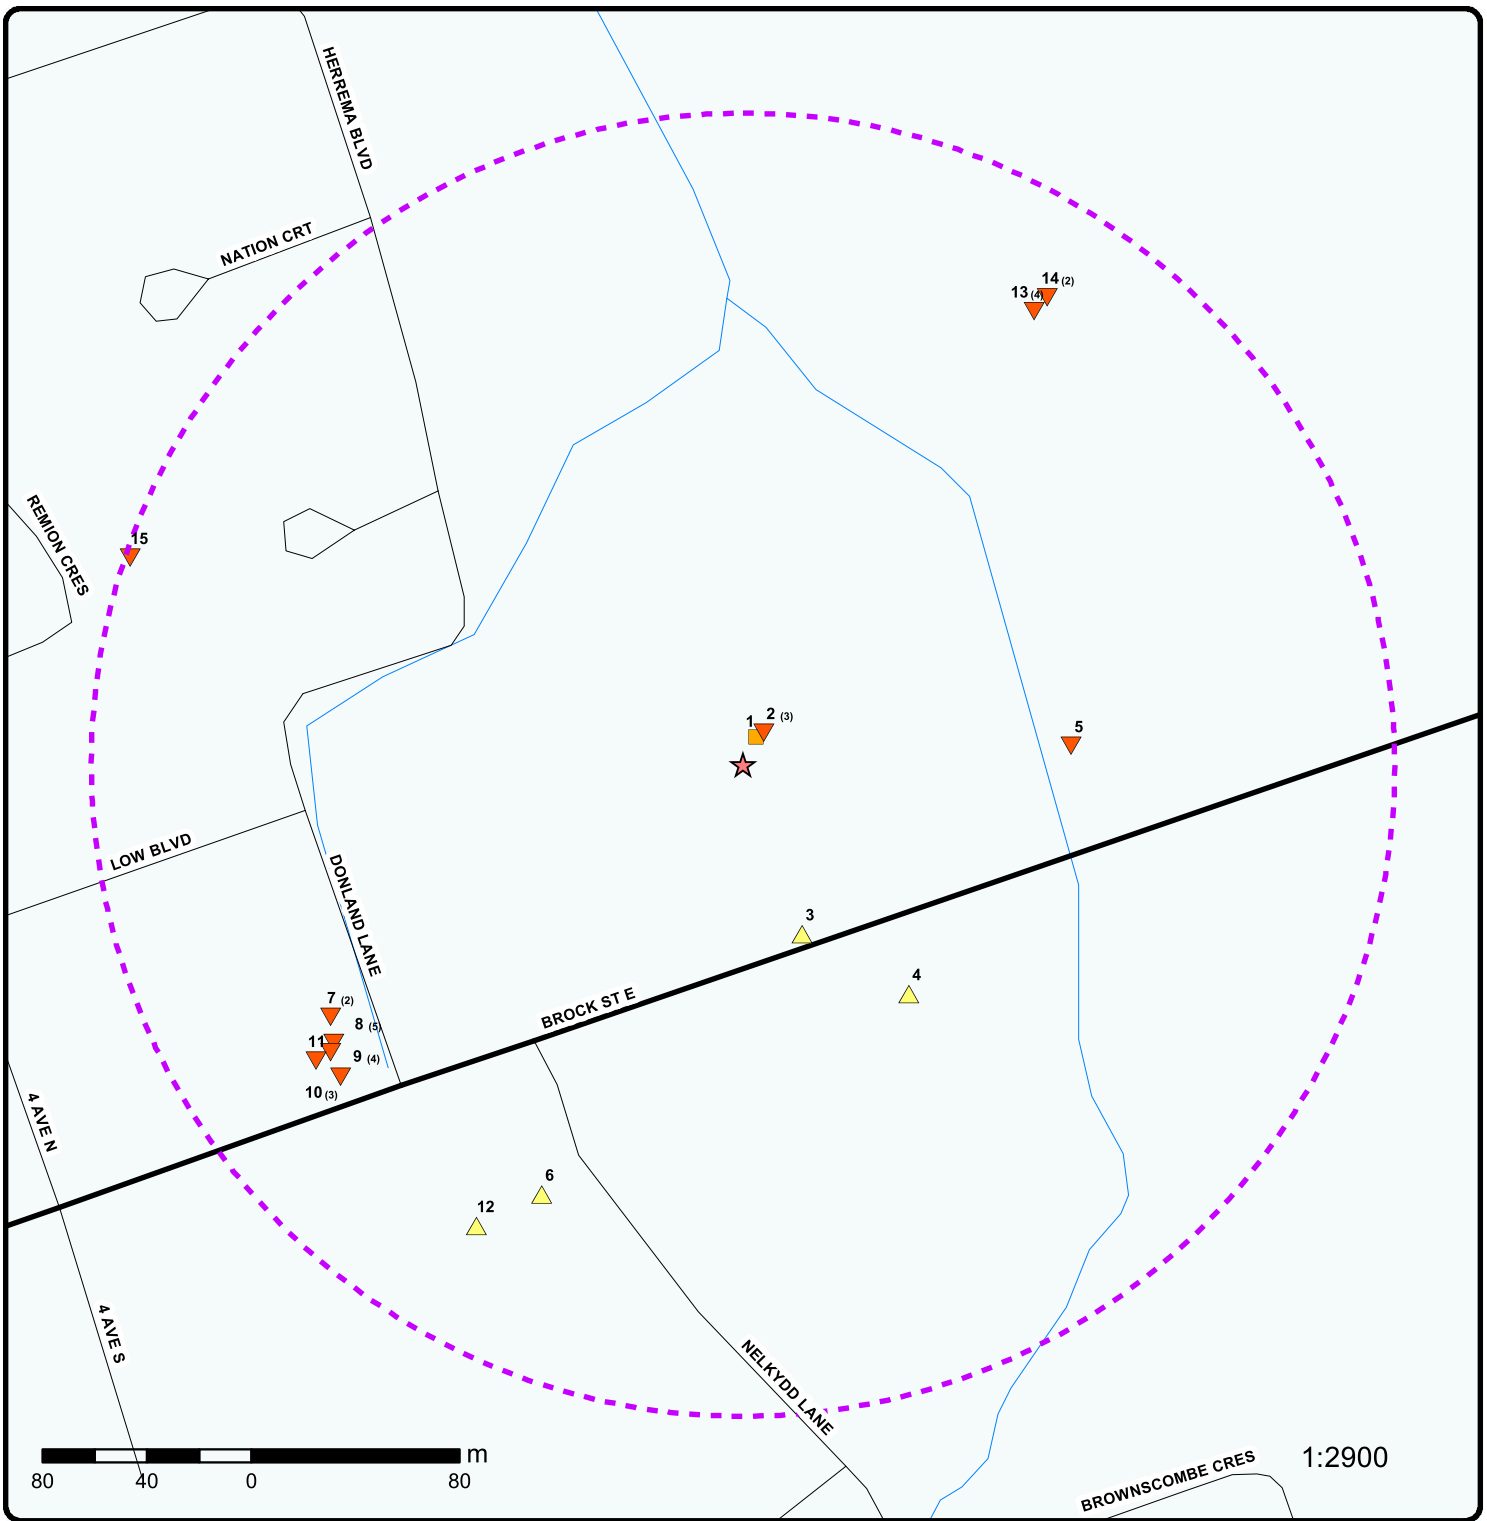 HERREMA BLVD
NATION CRT
14 (2)
13 (4)
REMION CRES
15
1
2 (3)
5
LOW BLVD
DONLAND LANE
3
4
BROCK ST E
7 (2)
8 (5)
11
9 (4)
10 (3)
4 AVE N
6
12
4 AVE S
NELKYDD LANE
m
1:2900
80 40 0 80
BROWNSCOMBE CRES